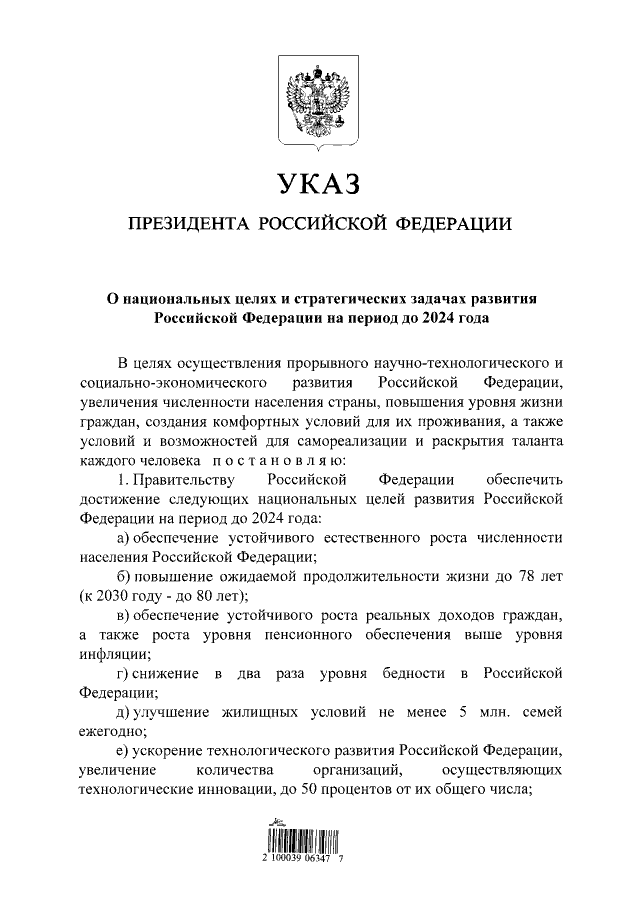 УКАЗ
ПРЕЗИДЕНТА РОССИЙСКОЙ ФЕДЕРАЦИИ
О национальных целях и стратегических задачах развития
Российской Федерации на период до 2024 года
В целях осуществления прорывного научно-технологического и
социально-экономического развития Российской Федерации,
увеличения численности населения страны, повышения уровня жизни
граждан, создания комфортных условий для их проживания, а также
условий и возможностей для самореализации и раскрытия таланта
каждого человека п о с т а н о в л я ю:
1. Правительству Российской Федерации обеспечить
достижение следующих национальных целей развития Российской
Федерации на период до 2024 года:
а) обеспечение устойчивого естественного роста численности
населения Российской Федерации;
б) повышение ожидаемой продолжительности жизни до 78 лет
(к 2030 году - до 80 лет);
в) обеспечение устойчивого роста реальных доходов граждан,
а также роста уровня пенсионного обеспечения выше уровня
инфляции;
г) снижение в два раза уровня бедности в Российской
Федерации;
д) улучшение жилищных условий не менее 5 млн. семей
ежегодно;
е) ускорение технологического развития Российской Федерации,
увеличение количества организаций, осуществляющих
технологические инновации, до 50 процентов от их общего числа;
2 100039 06347 7